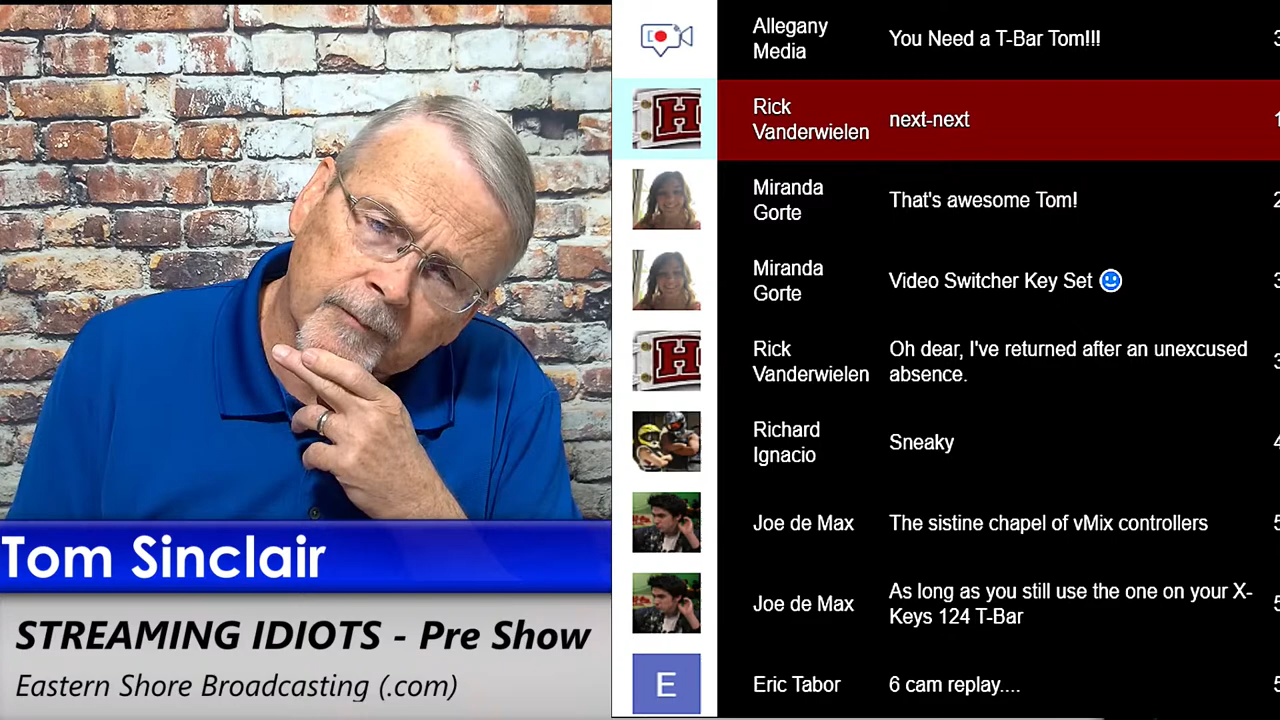 Allegany
Media
You Need a T-Bar Tom!!!
H
Rick
Vanderwielen
next-next
Miranda
Gorte
That's awesome Tom!
Miranda
Gorte
Video Switcher Key Set
H
Rick
Vanderwielen
Oh dear, I've returned after an unexcused
absence.
Richard
Ignacio
Sneaky
Joe de Max
The sistine chapel of vMix controllers
Joe de Max
As long as you still use the one on your X-
Keys 124 T-Bar
E
Eric Tabor
6 cam replay....
Tom Sinclair
STREAMING IDIOTS - Pre Show
Eastern Shore Broadcasting (.com)